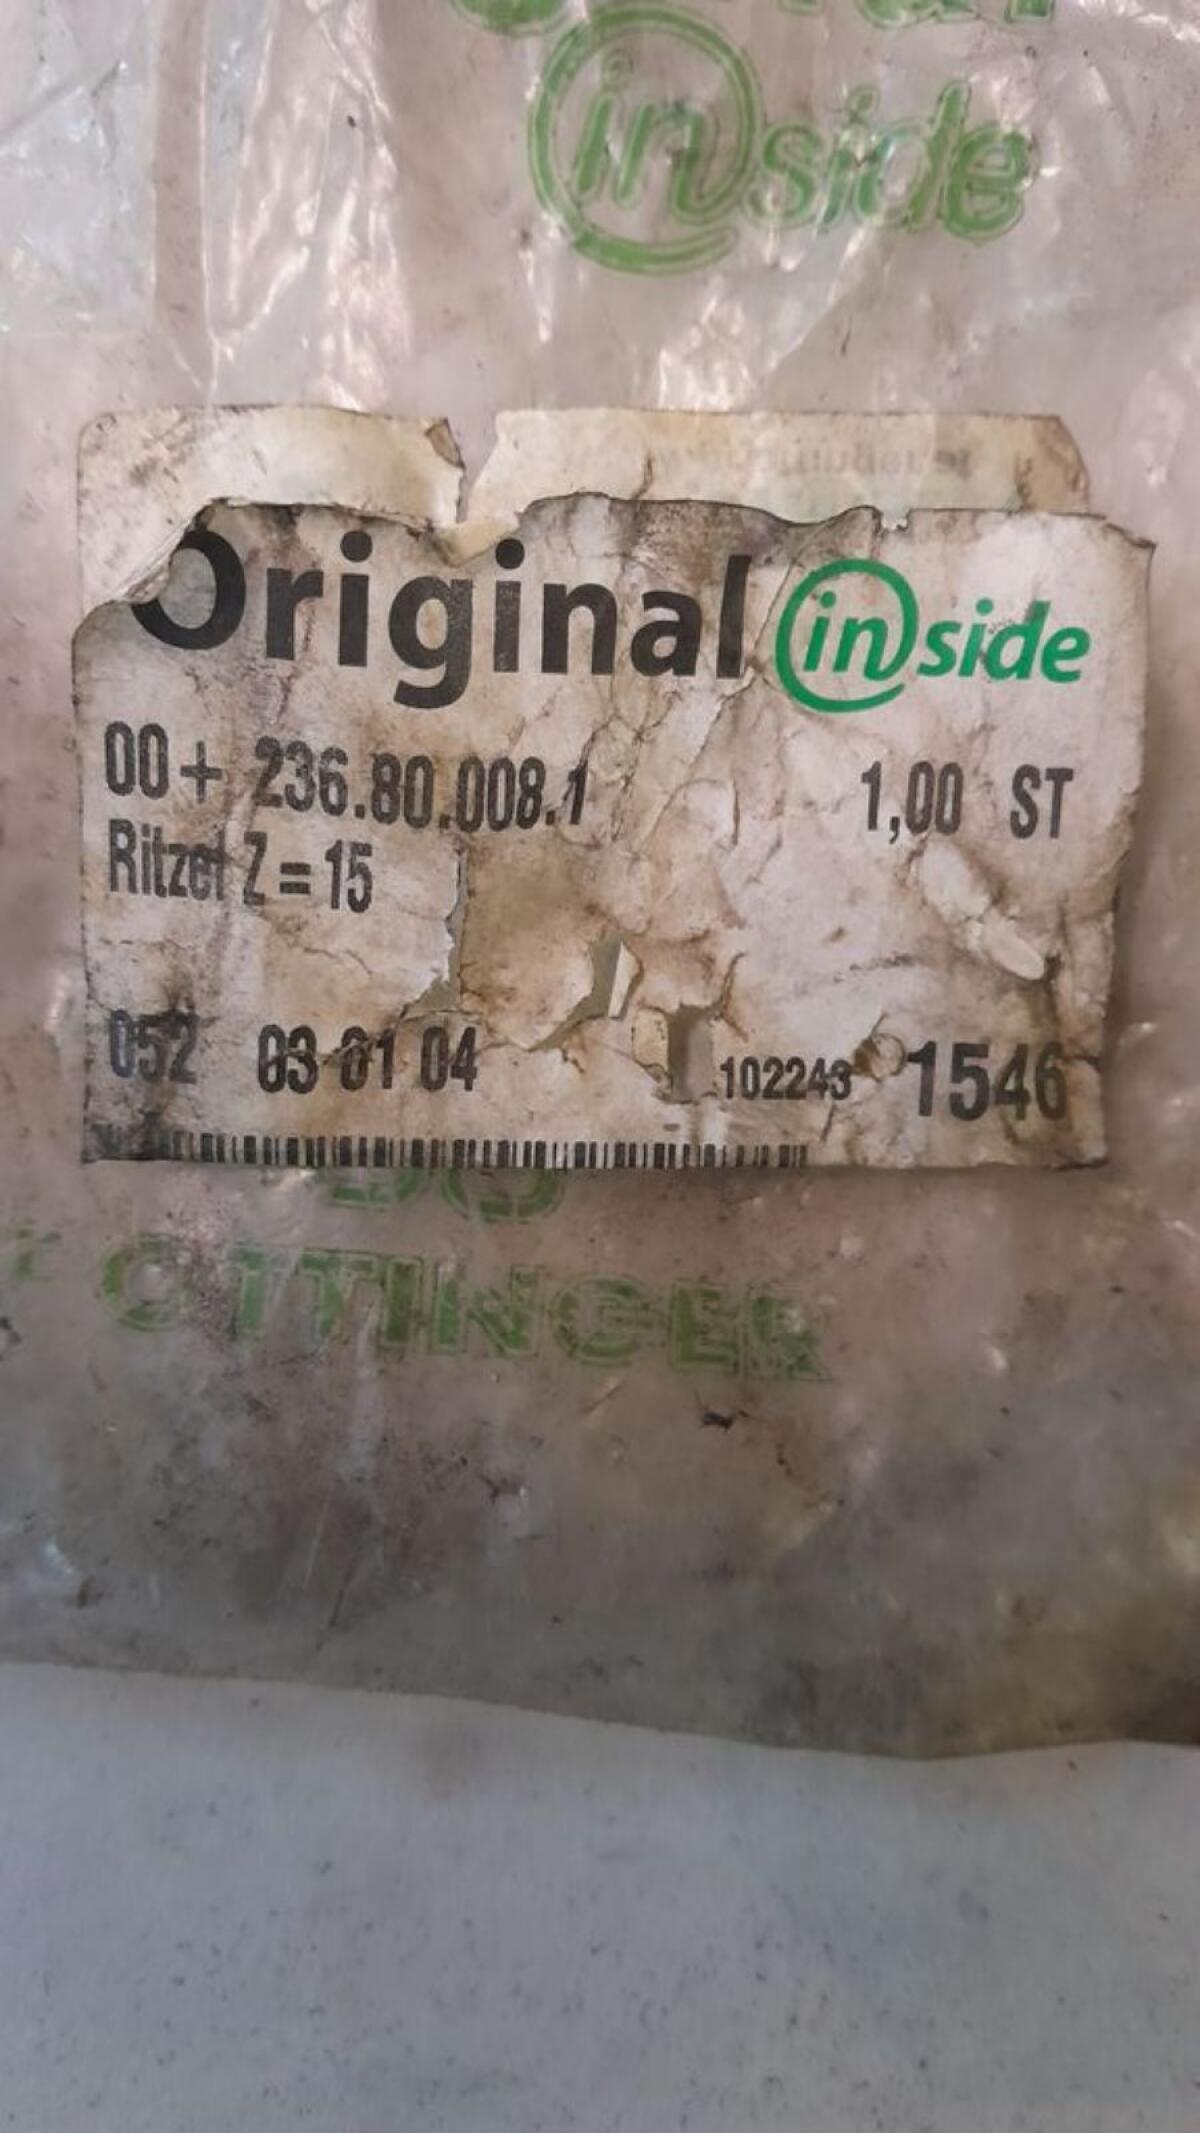 inside
Original inside
00+ 236.80.008.1 1,00 ST
Ritzel Z=15
052 03 01 04 102243 1546
PÖTTINGER